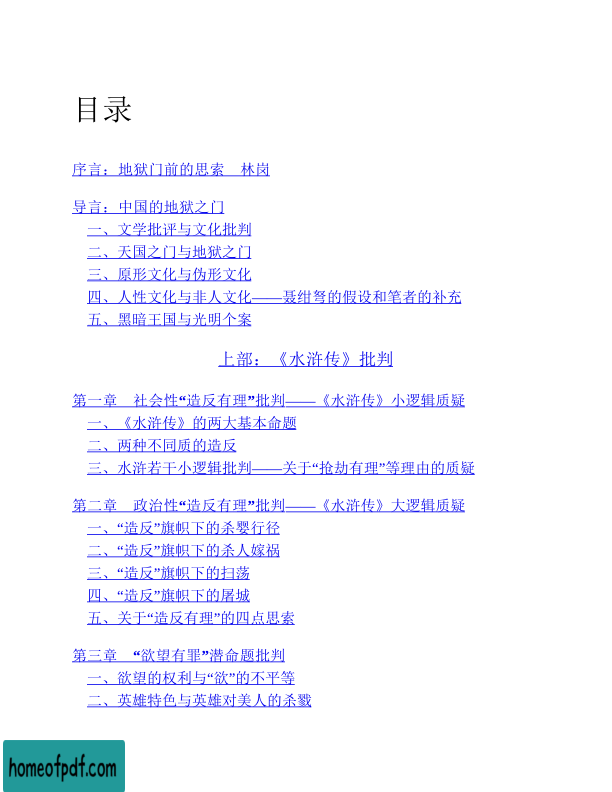 目录
序言：地狱门前的思索　林岗
导言：中国的地狱之门
一、文学批评与文化批判
二、天国之门与地狱之门
三、原形文化与伪形文化
四、人性文化与非人文化——聂绀弩的假设和笔者的补充
五、黑暗王国与光明个案
上部：《水浒传》批判
第一章　社会性“造反有理”批判——《水浒传》小逻辑质疑
一、《水浒传》的两大基本命题
二、两种不同质的造反
三、水浒若干小逻辑批判——关于“抢劫有理”等理由的质疑
第二章　政治性“造反有理”批判——《水浒传》大逻辑质疑
一、“造反”旗帜下的杀婴行径
二、“造反”旗帜下的杀人嫁祸
三、“造反”旗帜下的扫荡
四、“造反”旗帜下的屠城
五、关于“造反有理”的四点思索
第三章　“欲望有罪”潜命题批判
一、欲望的权利与“欲”的不平等
二、英雄特色与英雄对美人的杀戮
homeofpdf.com